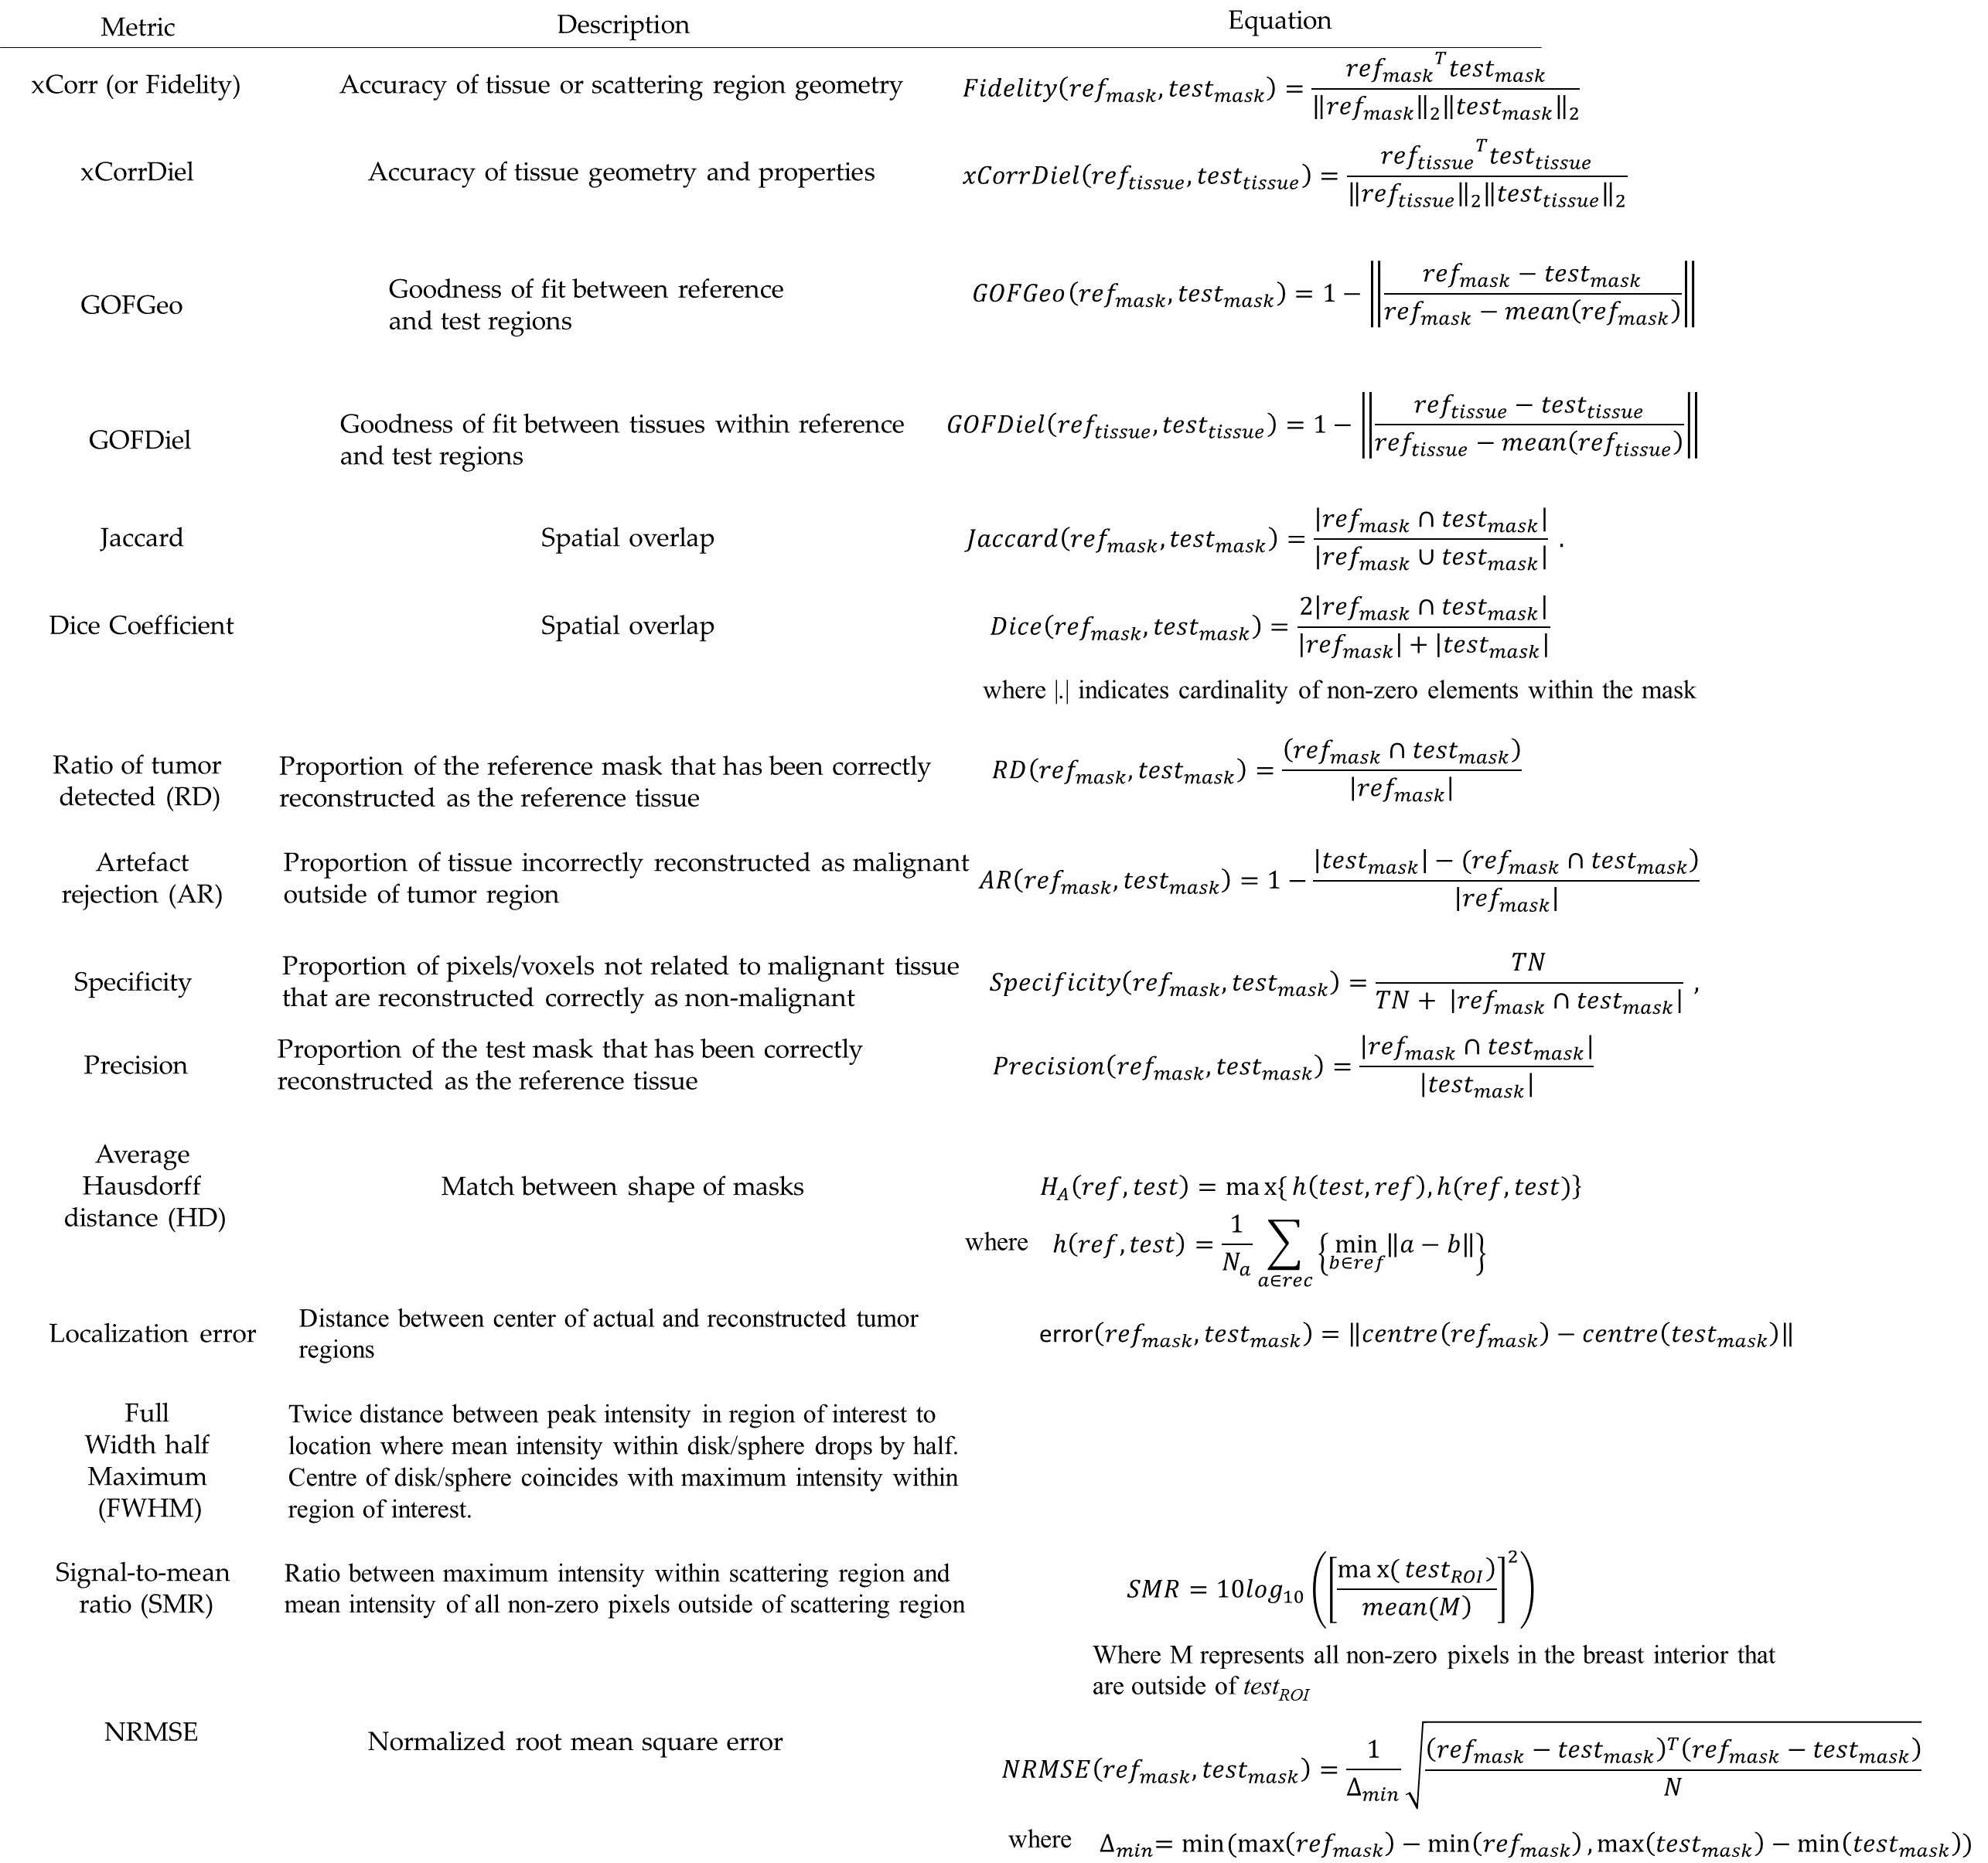 Metric Description Equation
xCorr (or Fidelity) Accuracy of tissue or scattering region geometry $Fidelity(ref_{mask}, test_{mask}) = \frac{{ref_{mask}}^T test_{mask}}{\|ref_{mask}\|_2 \|test_{mask}\|_2}$
xCorrDiel Accuracy of tissue geometry and properties $xCorrDiel(ref_{tissue}, test_{tissue}) = \frac{{ref_{tissue}}^T test_{tissue}}{\|ref_{tissue}\|_2 \|test_{tissue}\|_2}$
GOFGeo
Goodness of fit between reference
and test regions
$GOFGeo(ref_{mask}, test_{mask}) = 1 - \left\| \frac{ref_{mask} - test_{mask}}{ref_{mask} - mean(ref_{mask})} \right\|$
GOFDiel
Goodness of fit between tissues within reference
and test regions
$GOFDiel(ref_{tissue}, test_{tissue}) = 1 - \left\| \frac{ref_{tissue} - test_{tissue}}{ref_{tissue} - mean(ref_{tissue})} \right\|$
Jaccard Spatial overlap $Jaccard(ref_{mask}, test_{mask}) = \frac{|ref_{mask} \cap test_{mask}|}{|ref_{mask} \cup test_{mask}|}$ .
Dice Coefficient Spatial overlap $Dice(ref_{mask}, test_{mask}) = \frac{2|ref_{mask} \cap test_{mask}|}{|ref_{mask}| + |test_{mask}|}$
where |.| indicates cardinality of non-zero elements within the mask
Ratio of tumor
detected (RD)
Proportion of the reference mask that has been correctly
reconstructed as the reference tissue
$RD(ref_{mask}, test_{mask}) = \frac{(ref_{mask} \cap test_{mask})}{|ref_{mask}|}$
Artefact
rejection (AR)
Proportion of tissue incorrectly reconstructed as malignant
outside of tumor region
$AR(ref_{mask}, test_{mask}) = 1 - \frac{|test_{mask}| - (ref_{mask} \cap test_{mask})}{|ref_{mask}|}$
Specificity
Proportion of pixels/voxels not related to malignant tissue
that are reconstructed correctly as non-malignant
$Specificity(ref_{mask}, test_{mask}) = \frac{TN}{TN + |ref_{mask} \cap test_{mask}|}$ ,
Precision
Proportion of the test mask that has been correctly
reconstructed as the reference tissue
$Precision(ref_{mask}, test_{mask}) = \frac{|ref_{mask} \cap test_{mask}|}{|test_{mask}|}$
Average
Hausdorff
distance (HD)
Match between shape of masks
$H_A(ref, test) = \max\{h(test, ref), h(ref, test)\}$
where $h(ref, test) = \frac{1}{N_a} \sum_{a \in rec} \left\{ \min_{b \in ref} \|a - b\| \right\}$
Localization error
Distance between center of actual and reconstructed tumor
regions
$error(ref_{mask}, test_{mask}) = \|centre(ref_{mask}) - centre(test_{mask})\|$
Full
Width half
Maximum
(FWHM)
Twice distance between peak intensity in region of interest to
location where mean intensity within disk/sphere drops by half.
Centre of disk/sphere coincides with maximum intensity within
region of interest.
Signal-to-mean
ratio (SMR)
Ratio between maximum intensity within scattering region and
mean intensity of all non-zero pixels outside of scattering region
$SMR = 10log_{10} \left( \left[ \frac{\max(test_{ROI})}{mean(M)} \right]^2 \right)$
Where M represents all non-zero pixels in the breast interior that
are outside of $test_{ROI}$
NRMSE Normalized root mean square error
$NRMSE(ref_{mask}, test_{mask}) = \frac{1}{\Delta_{min}} \sqrt{\frac{(ref_{mask} - test_{mask})^T (ref_{mask} - test_{mask})}{N}}$
where $\Delta_{min} = \min(\max(ref_{mask}) - \min(ref_{mask}), \max(test_{mask}) - \min(test_{mask}))$